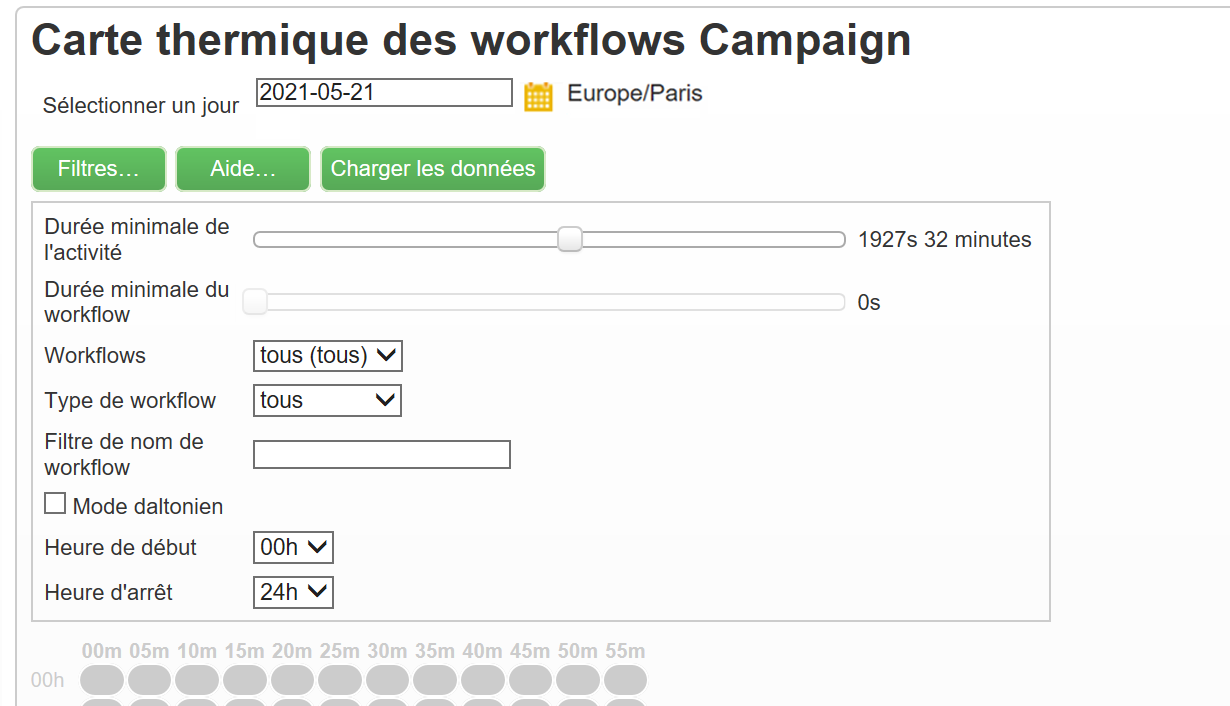 Carte thermique des workflows Campaign
Sélectionner un jour 2021-05-21 Europe/Paris
Filtres… Aide… Charger les données
Durée minimale de
l'activité
1927s 32 minutes
Durée minimale du
workflow
0s
Workflows tous (tous)
Type de workflow tous
Filtre de nom de
workflow
Mode daltonien
Heure de début 00h
Heure d'arrêt 24h
00m 05m 10m 15m 20m 25m 30m 35m 40m 45m 50m 55m
00h